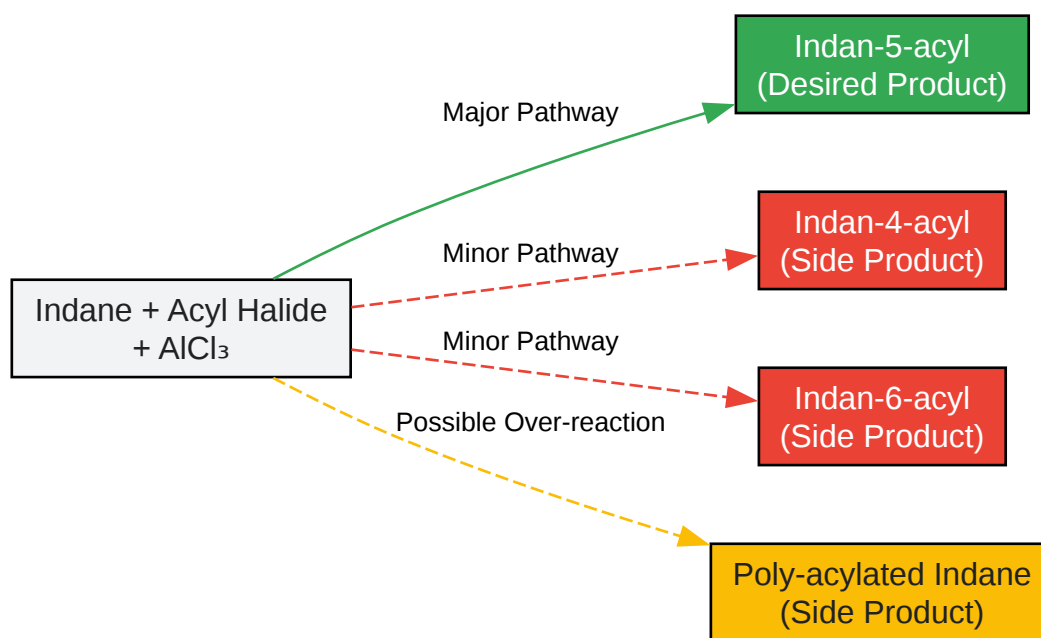 Indan-5-acyl
(Desired Product)
Major Pathway
Indan-4-acyl
(Side Product)
Minor Pathway
Indane + Acyl Halide
+ AlCl₃
Minor Pathway
Indan-6-acyl
(Side Product)
Possible Over-reaction
Poly-acylated Indane
(Side Product)